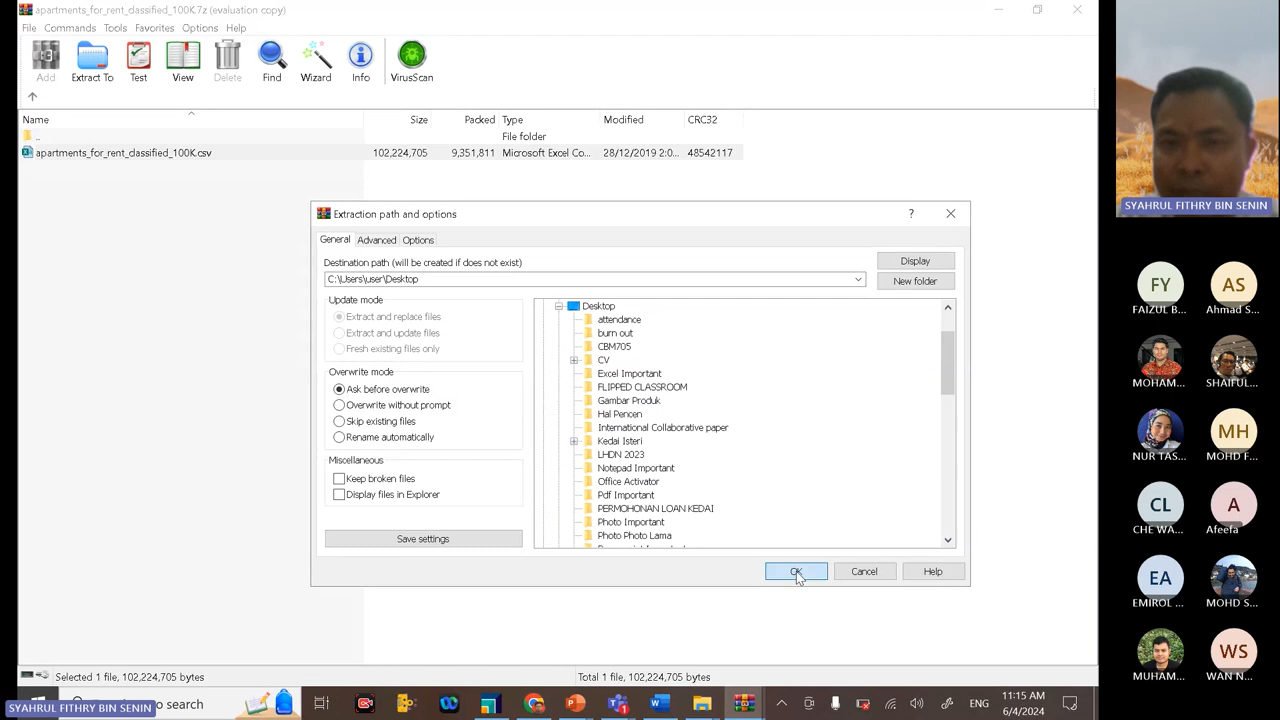 apartments_for_rent_classified_100K.7z (evaluation copy)
File Commands Tools Favorites Options Help
Add Extract To Test View Delete Find Wizard Info VirusScan
Name Size Packed Type Modified CRC32
.. File folder
apartments_for_rent_classified_100K.csv 102,224,705 9,351,811 Microsoft Excel Co... 28/12/2019 2:0... 48542117
Extraction path and options
General Advanced Options
Destination path (will be created if does not exist)
C:\Users\user\Desktop
Display
New folder
Update mode
Extract and replace files
Extract and update files
Fresh existing files only
Overwrite mode
Ask before overwrite
Overwrite without prompt
Skip existing files
Rename automatically
Miscellaneous
Keep broken files
Display files in Explorer
Save settings
Desktop
attendance
burn out
CBM705
CV
Excel Important
FLIPPED CLASSROOM
Gambar Produk
Hal Pencen
International Collaborative paper
Kedai Isteri
LHDN 2023
Notepad Important
Office Activator
Pdf Important
PERMOHONAN LOAN KEDAI
Photo Important
Photo Photo Lama
OK Cancel Help
Selected 1 file, 102,224,705 bytes
Total 1 file, 102,224,705 bytes
SYAHRUL FITHRY BIN SENIN
search
ENG
11:15 AM
6/4/2024
SYAHRUL FITHRY BIN SENIN
FY AS
FAIZUL B... Ahmad S...
MOHAM... SHAIFUL...
MH
NUR TAS... MOHD F...
CL A
CHE WA... Afeefa
EA
EMIROL ... MOHD S...
WS
MUHAM... WAN N...